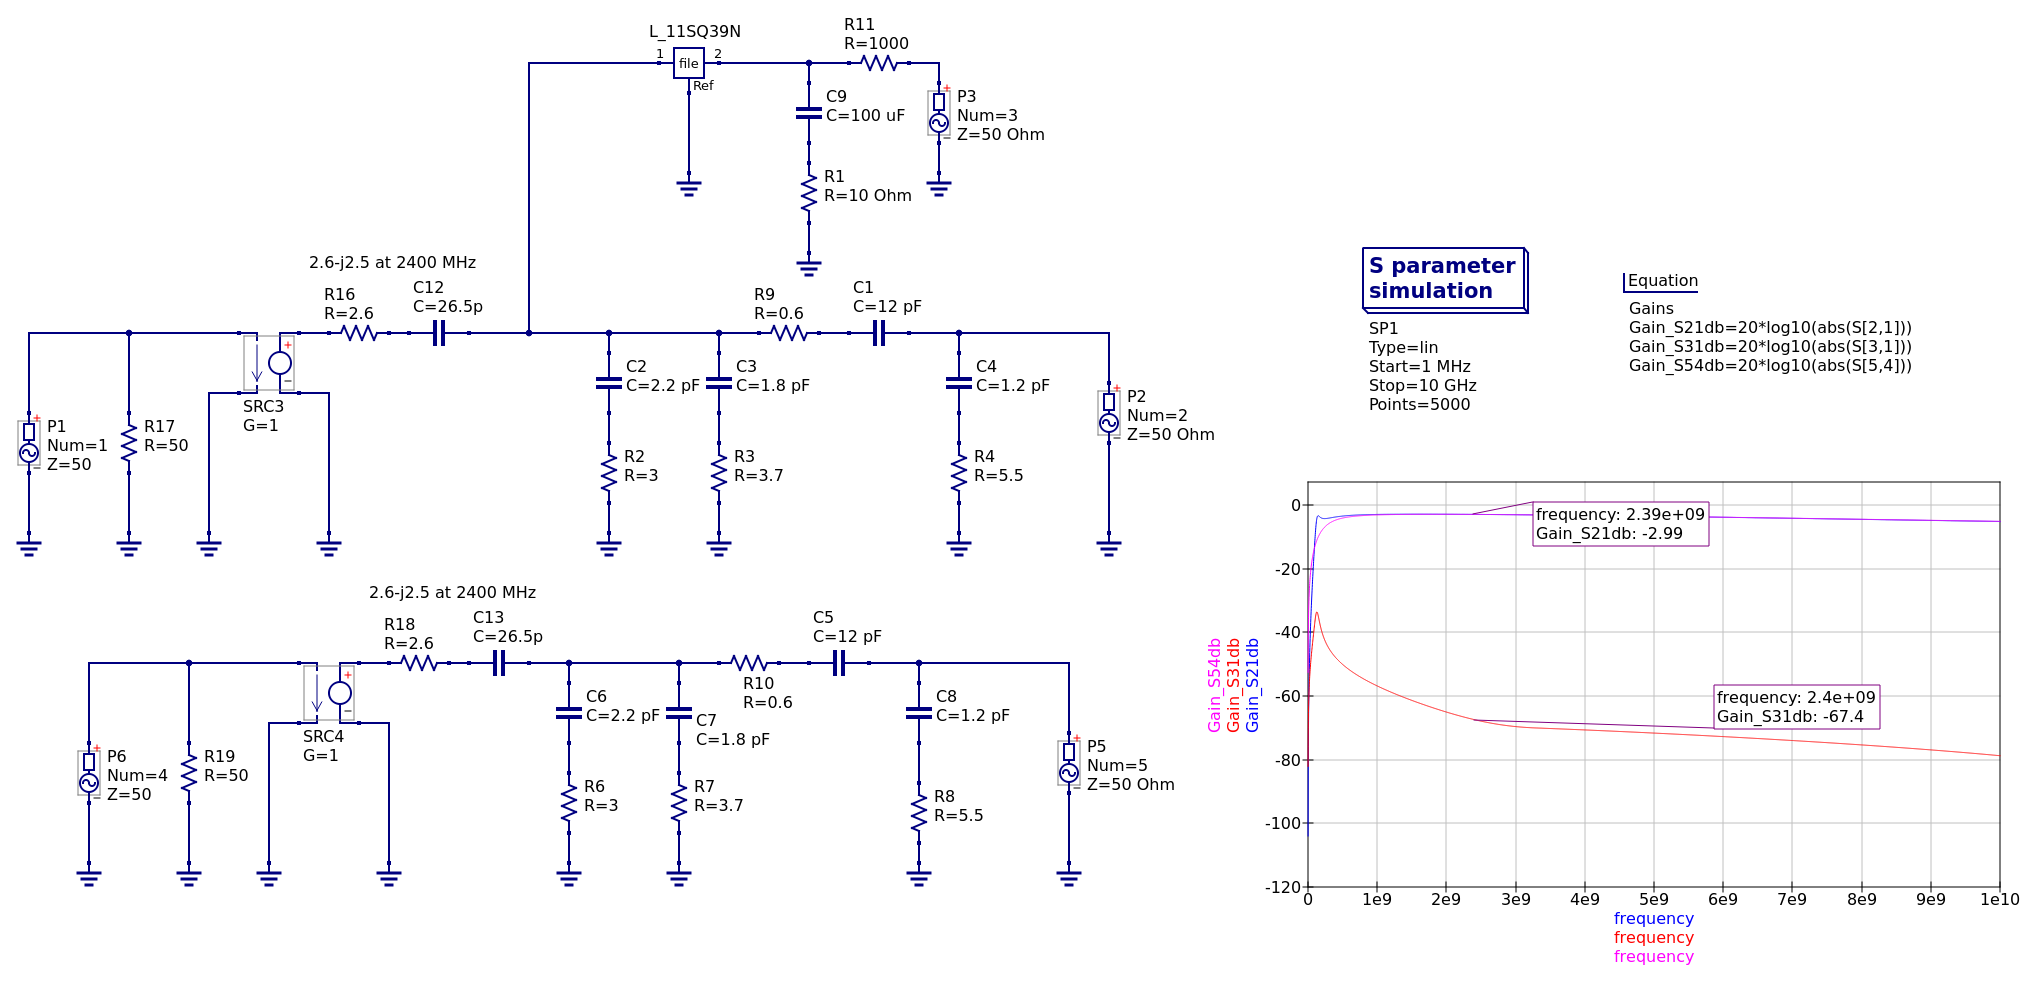 L_11SQ39N
1
file
2
Ref
R11
R=1000
C9
C=100 uF
P3
Num=3
Z=50 Ohm
R1
R=10 Ohm
2.6-j2.5 at 2400 MHz
R16
R=2.6
C12
C=26.5p
R9
R=0.6
C1
C=12 pF
C2
C=2.2 pF
C3
C=1.8 pF
C4
C=1.2 pF
P1
Num=1
Z=50
R17
R=50
SRC3
G=1
R2
R=3
R3
R=3.7
R4
R=5.5
P2
Num=2
Z=50 Ohm
2.6-j2.5 at 2400 MHz
R18
R=2.6
C13
C=26.5p
R10
R=0.6
C5
C=12 pF
C6
C=2.2 pF
C7
C=1.8 pF
C8
C=1.2 pF
P6
Num=4
Z=50
R19
R=50
SRC4
G=1
R6
R=3
R7
R=3.7
R8
R=5.5
P5
Num=5
Z=50 Ohm
S parameter
simulation
SP1
Type=lin
Start=1 MHz
Stop=10 GHz
Points=5000
Equation
Gains
Gain_S21db=20*log10(abs(S[2,1]))
Gain_S31db=20*log10(abs(S[3,1]))
Gain_S54db=20*log10(abs(S[5,4]))
0
-20
-40
-60
-80
-100
-120
frequency: 2.39e+09
Gain_S21db: -2.99
frequency: 2.4e+09
Gain_S31db: -67.4
Gain_S54db
Gain_S31db
Gain_S21db
0 1e9 2e9 3e9 4e9 5e9 6e9 7e9 8e9 9e9 1e10
frequency
frequency
frequency